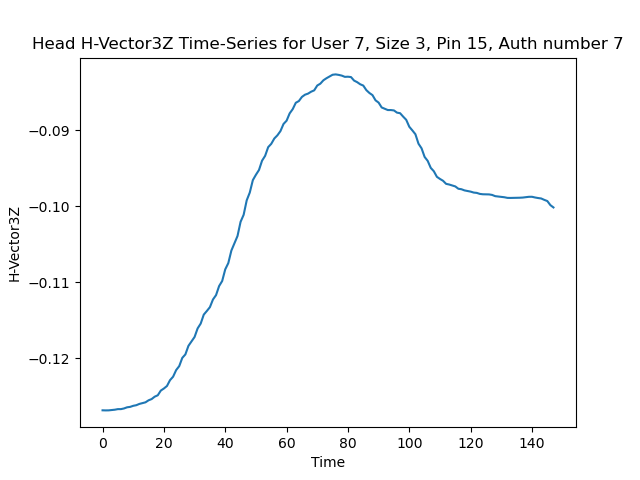 Head H-Vector3Z Time-Series for User 7, Size 3, Pin 15, Auth number 7
H-Vector3Z
−0.09
−0.10
−0.11
−0.12
0 20 40 60 80 100 120 140
Time